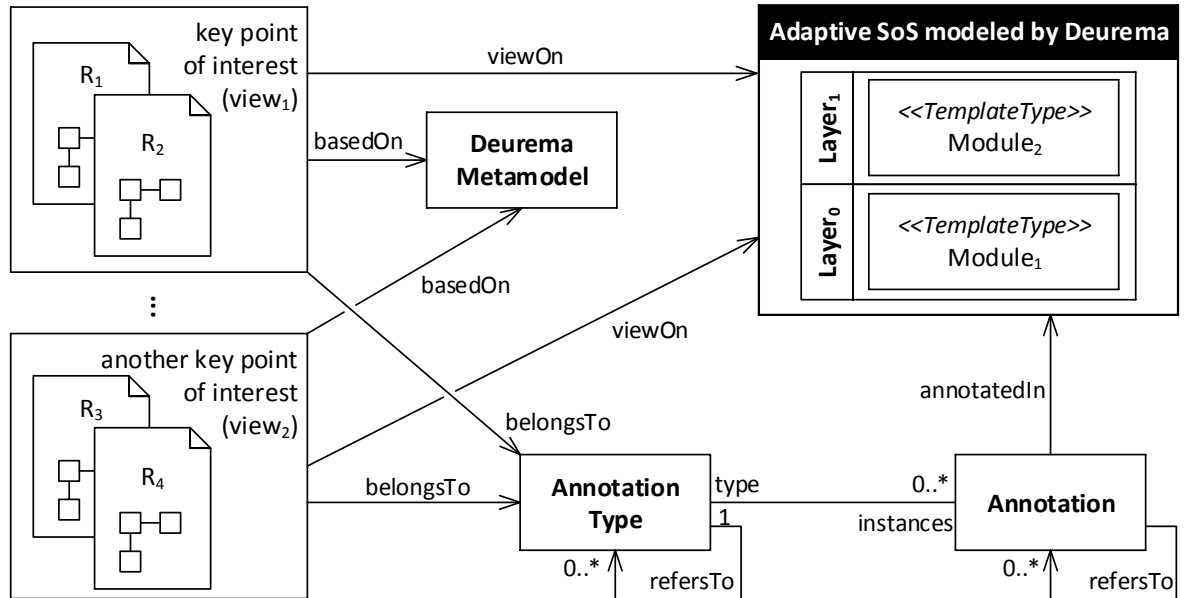 key point
of interest
(view₁)
R₁
R₂
viewOn
basedOn
Deurema
Metamodel
Adaptive SoS modeled by Deurema
Layer₁
<<TemplateType>>
Module₂
Layer₀
<<TemplateType>>
Module₁
basedOn
...
viewOn
another key point
of interest
(view₂)
R₃
R₄
annotatedIn
belongsTo
belongsTo
Annotation
Type
type
1
0..*
instances
Annotation
0..*
refersTo
0..*
refersTo